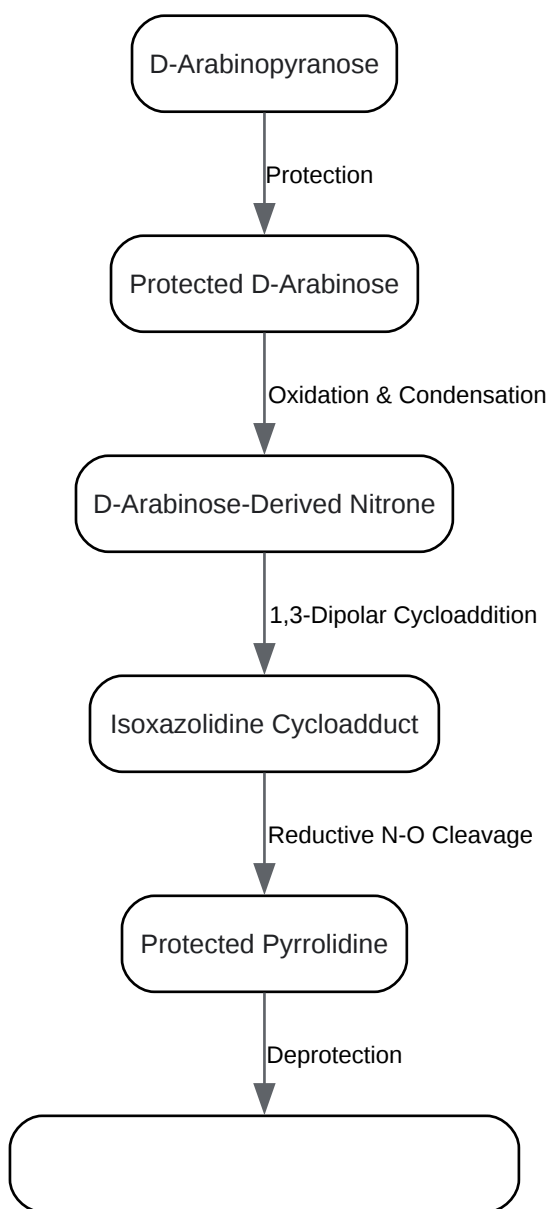 D-Arabinopyranose
Protection
Protected D-Arabinose
Oxidation & Condensation
D-Arabinose-Derived Nitrone
1,3-Dipolar Cycloaddition
Isoxazolidine Cycloadduct
Reductive N-O Cleavage
Protected Pyrrolidine
Deprotection